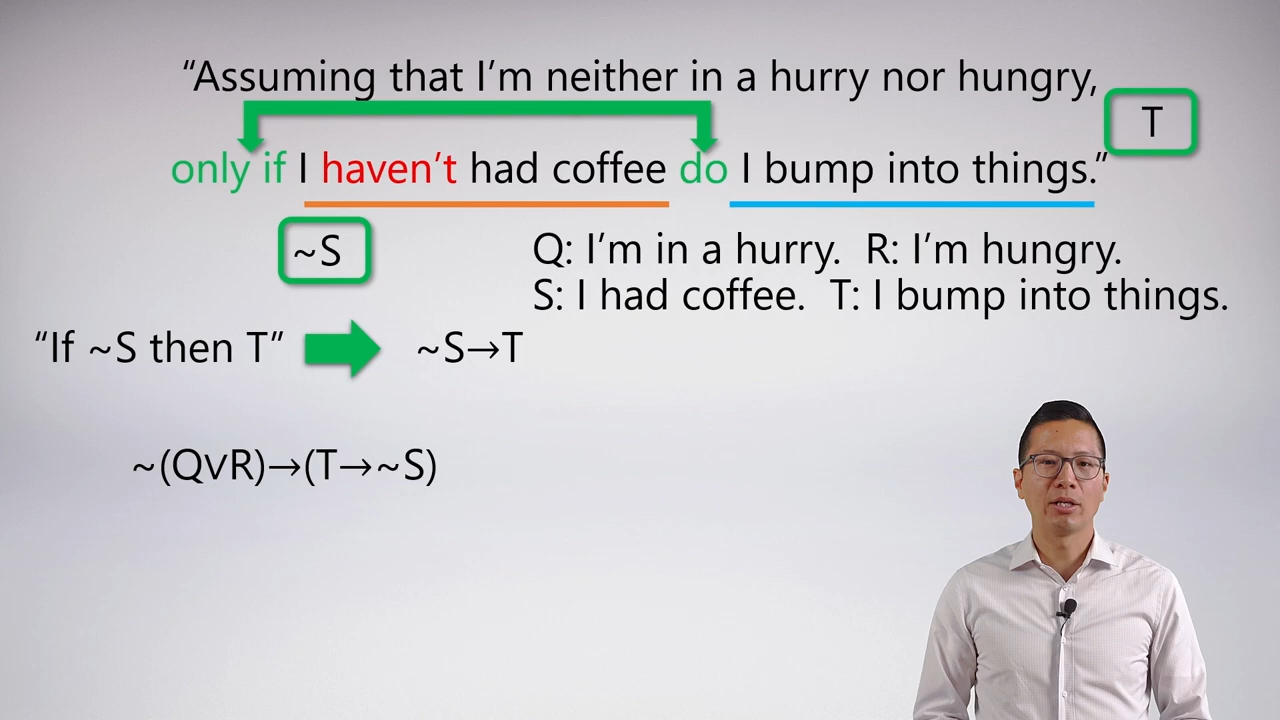 “Assuming that I’m neither in a hurry nor hungry,
T
only if I haven’t had coffee do I bump into things.”
~S
Q: I’m in a hurry. R: I’m hungry.
S: I had coffee. T: I bump into things.
“If ~S then T” ~S→T
~(Q∨R)→(T→~S)